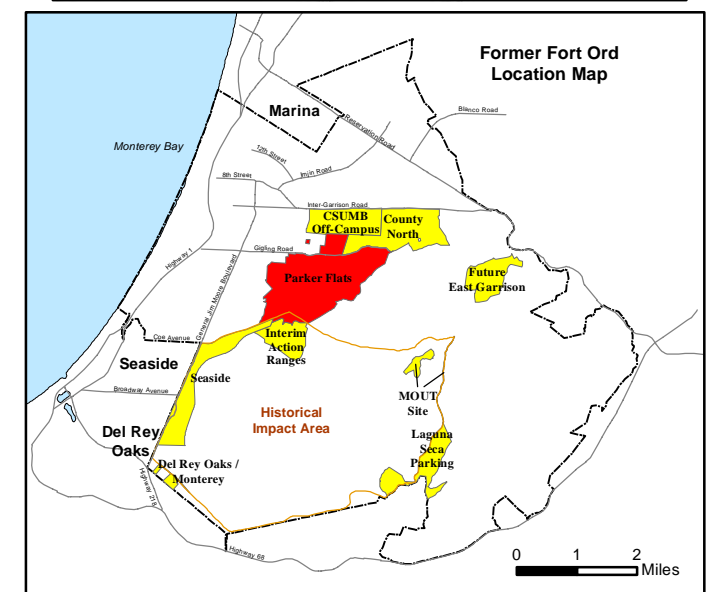 Former Fort Ord
Location Map
Marina
Blanco Road
Reservation Road
Monterey Bay
12th Street
Imjin Road
8th Street
Inter-Garrison Road
CSUMB
Off-Campus
County
North
Gigling Road
Highway 1
General Jim Moore Boulevard
Parker Flats
Future
East Garrison
Coe Avenue
Interim
Action
Ranges
Seaside
Seaside
Broadway Avenue
MOUT
Site
Historical
Impact Area
Del Rey
Oaks
Laguna
Seca
Parking
Del Rey Oaks /
Monterey
Highway 218
Highway 68
0 1 2
Miles